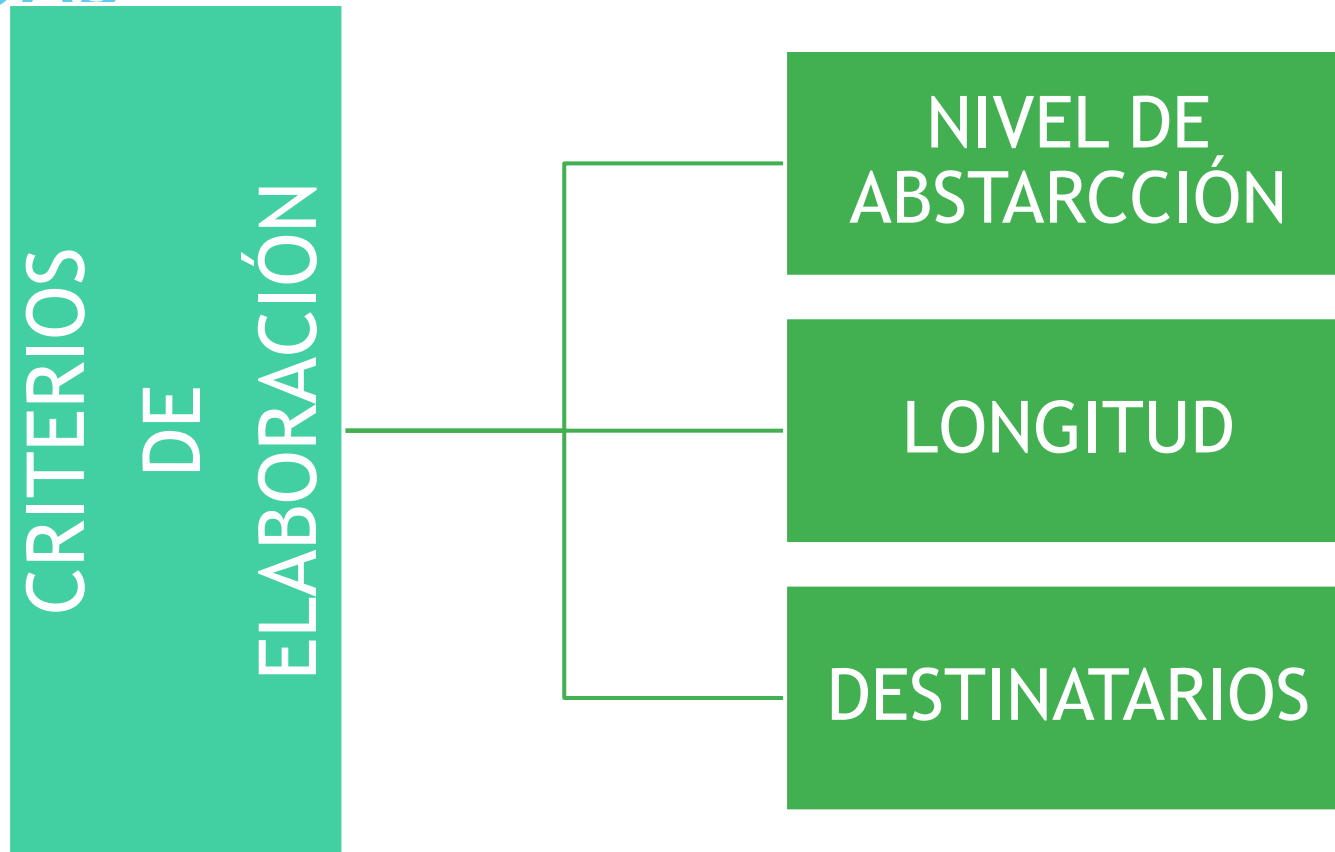 CRITERIOS
DE
ELABORACIÓN
NIVEL DE
ABSTARCCIÓN
LONGITUD
DESTINATARIOS